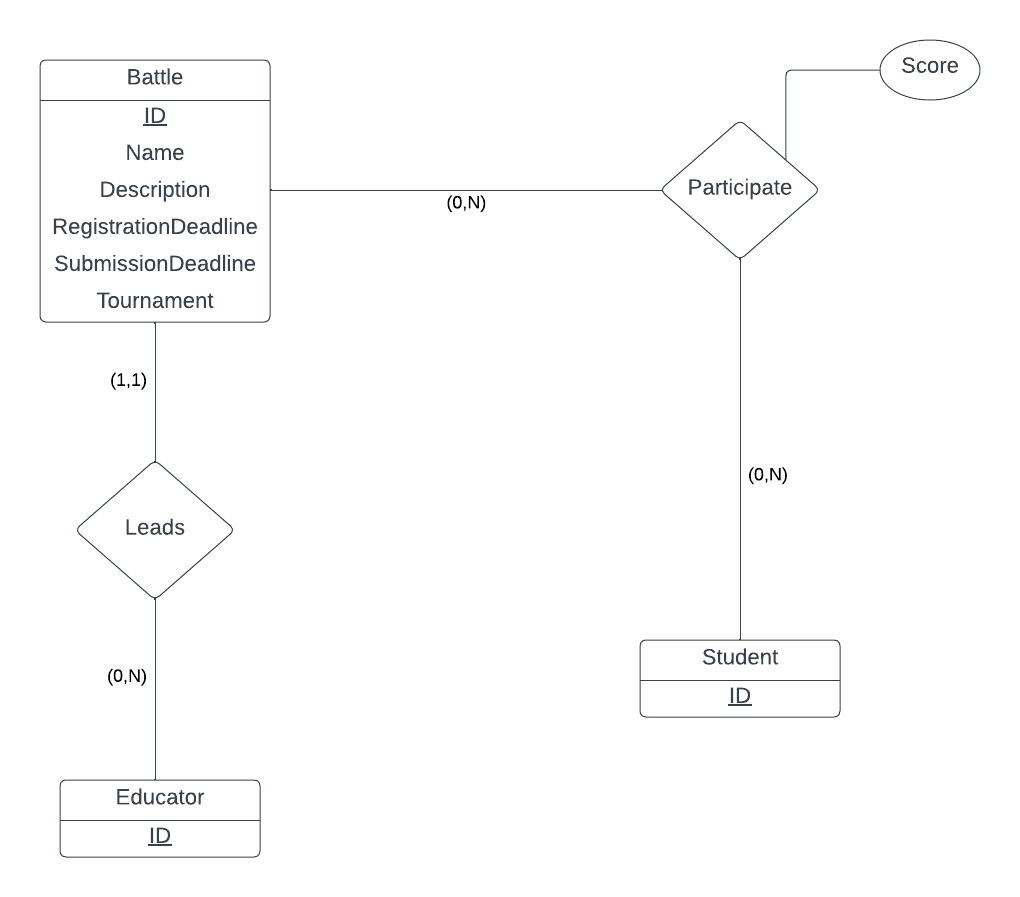 Battle
ID
Name
Description
RegistrationDeadline
SubmissionDeadline
Tournament
(0,N)
Participate
Score
(1,1)
Leads
(0,N)
Educator
ID
(0,N)
Student
ID